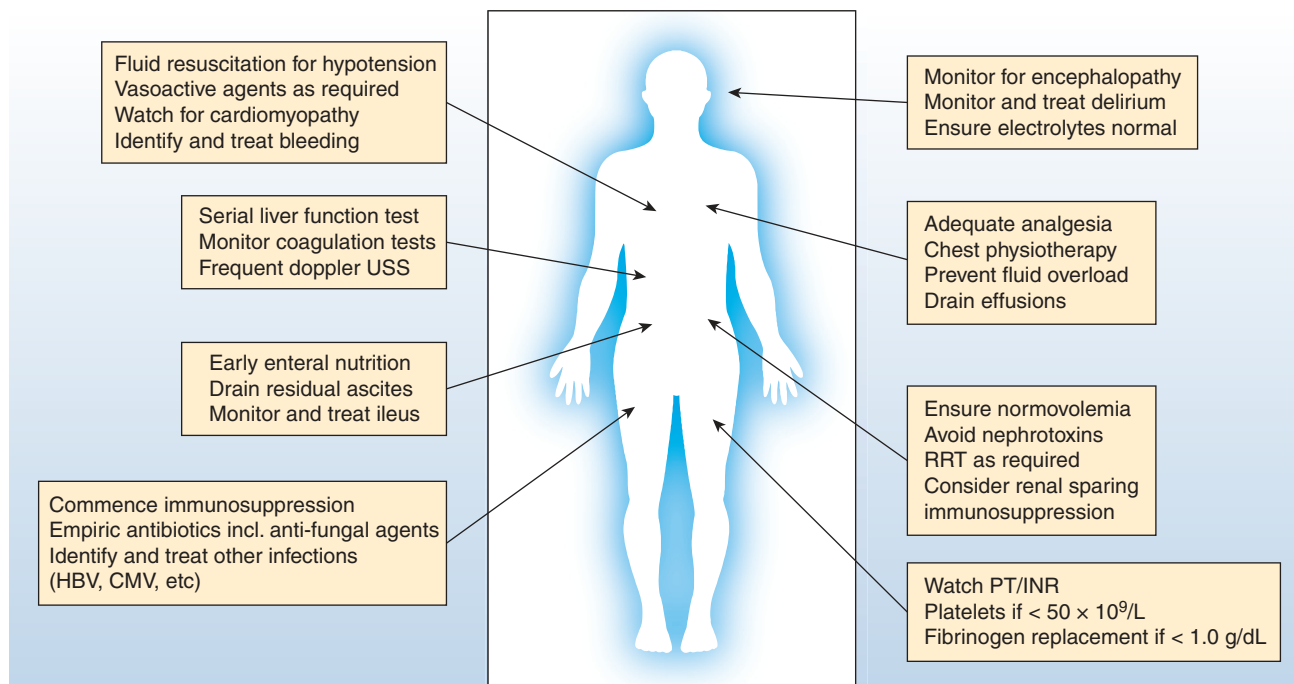 Fluid resuscitation for hypotension
Vasoactive agents as required
Watch for cardiomyopathy
Identify and treat bleeding
Serial liver function test
Monitor coagulation tests
Frequent doppler USS
Early enteral nutrition
Drain residual ascites
Monitor and treat ileus
Commence immunosuppression
Empiric antibiotics incl. anti-fungal agents
Identify and treat other infections
(HBV, CMV, etc)
Monitor for encephalopathy
Monitor and treat delirium
Ensure electrolytes normal
Adequate analgesia
Chest physiotherapy
Prevent fluid overload
Drain effusions
Ensure normovolemia
Avoid nephrotoxins
RRT as required
Consider renal sparing
immunosuppression
Watch PT/INR
Platelets if < 50 × 10⁹/L
Fibrinogen replacement if < 1.0 g/dL